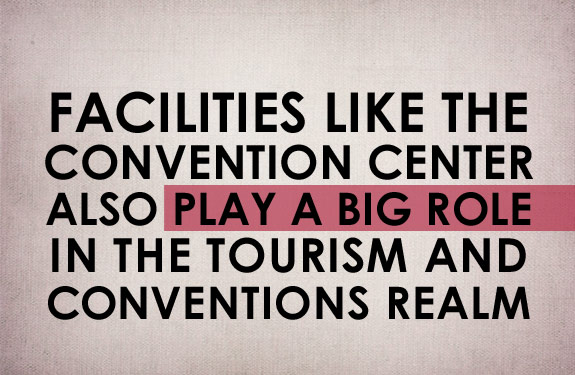 FACILITIES LIKE THE
CONVENTION CENTER
ALSO PLAY A BIG ROLE
IN THE TOURISM AND
CONVENTIONS REALM